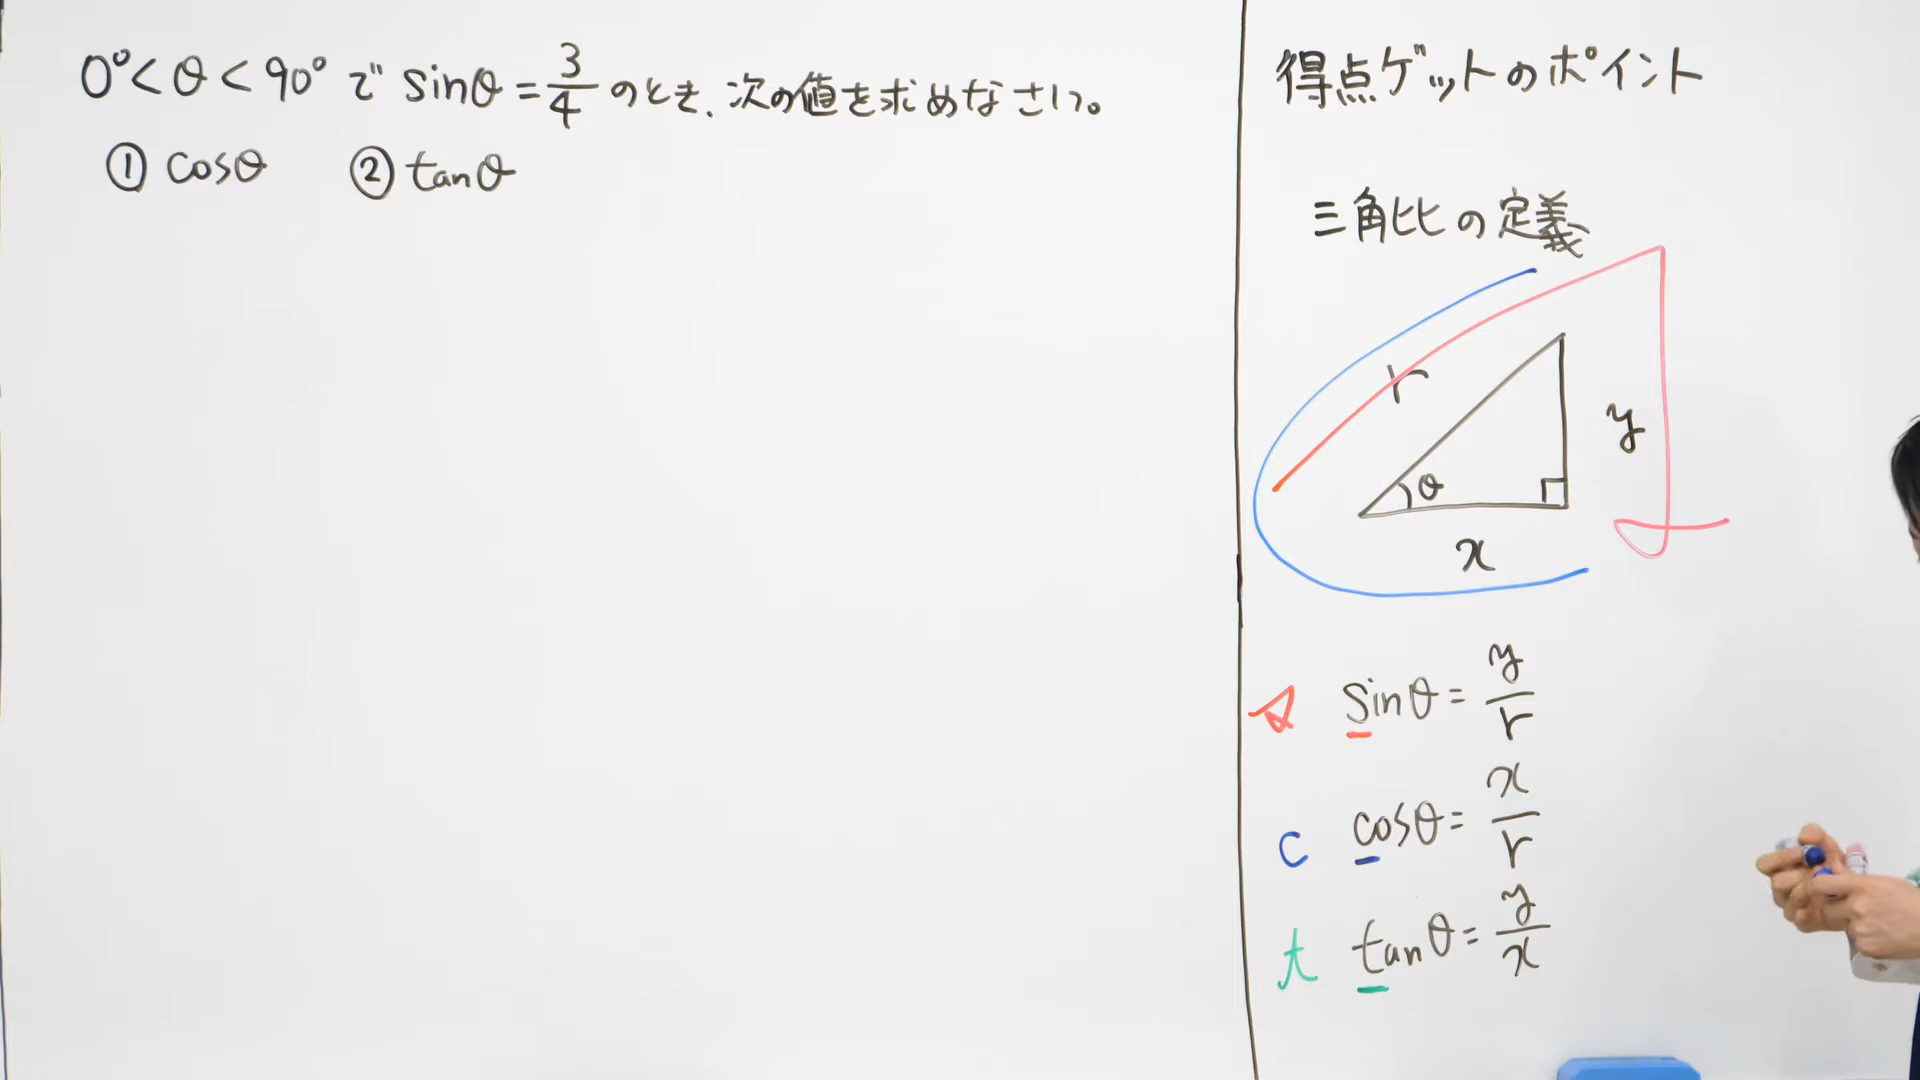 0°<θ<90° で sinθ=3/4 のとき、次の値を求めなさい。
① cosθ ② tanθ
得点ゲットのポイント
三角比の定義
r
y
θ
x
s sinθ=y/r
c cosθ=x/r
t tanθ=y/x